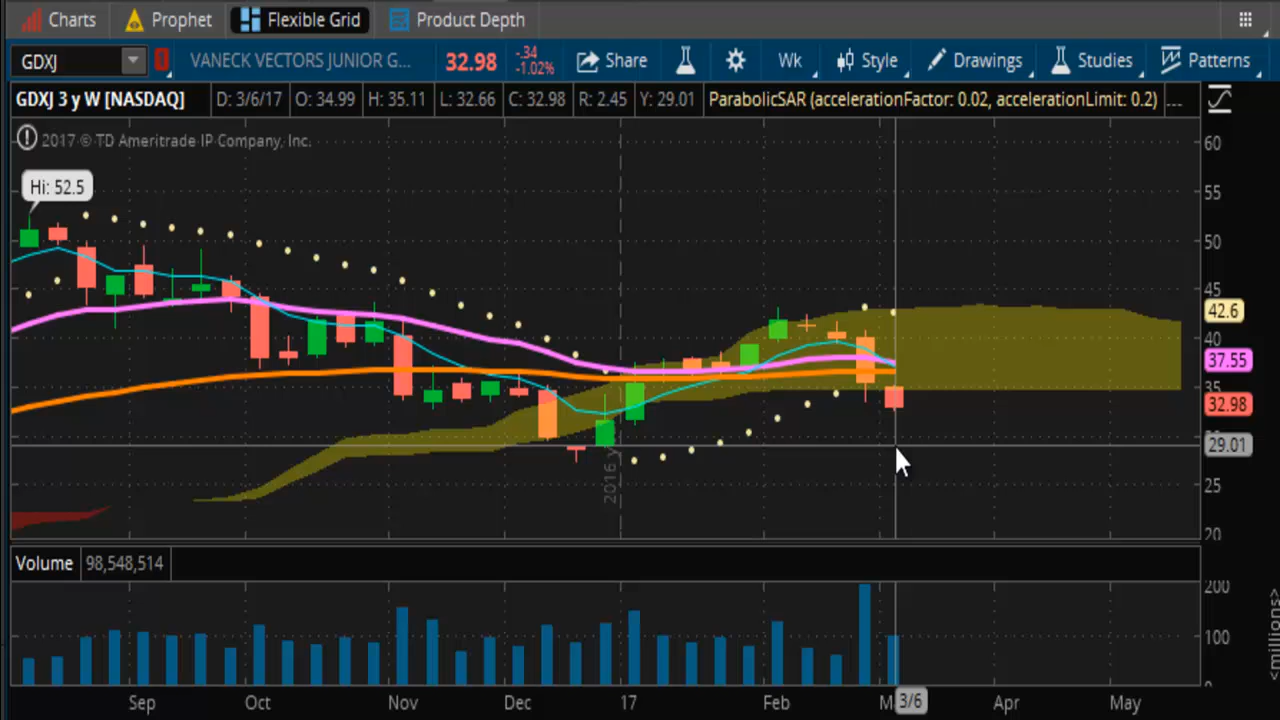 Charts Prophet Flexible Grid Product Depth
GDXJ VANECK VECTORS JUNIOR G... 32.98 -.34 -1.02% Share Wk Style Drawings Studies Patterns
GDXJ 3 y W [NASDAQ] D: 3/6/17 O: 34.99 H: 35.11 L: 32.66 C: 32.98 R: 2.45 Y: 29.01 ParabolicSAR (accelerationFactor: 0.02, accelerationLimit: 0.2) ...
2017 © TD Ameritrade IP Company, Inc.
60
Hi: 52.5
55
50
45
42.6
40
37.55
35
32.98
29.01
2016 y
25
20
Volume 98,548,514
200
100
0
<millions>
Sep Oct Nov Dec 17 Feb M 3/6 Apr May